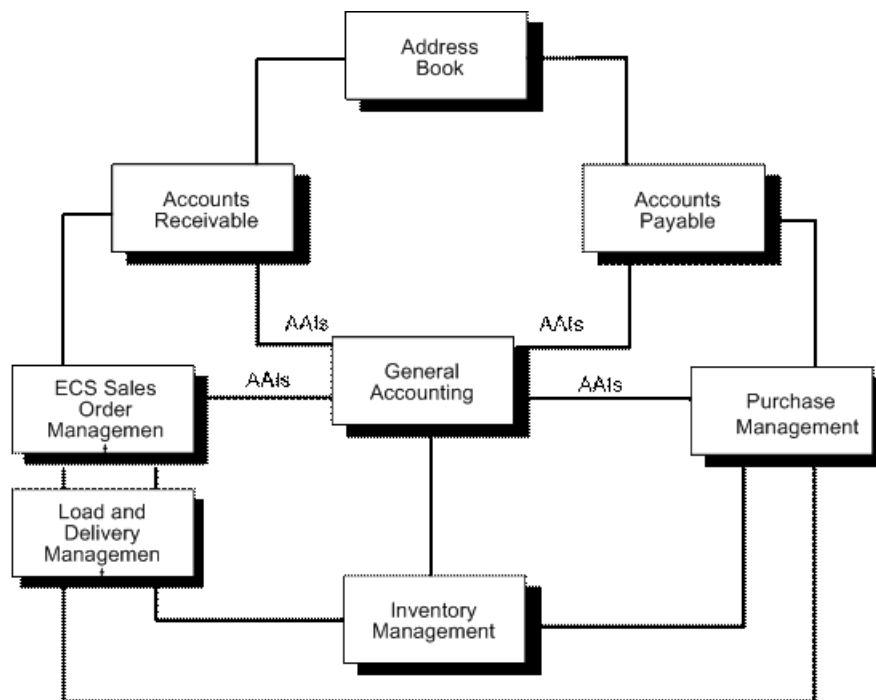 Address
Book
Accounts
Receivable
Accounts
Payable
AAIs
AAIs
General
Accounting
ECS Sales
Order
Managemen
t
AAIs
AAIs
Purchase
Management
Load and
Delivery
Managemen
t
Inventory
Management